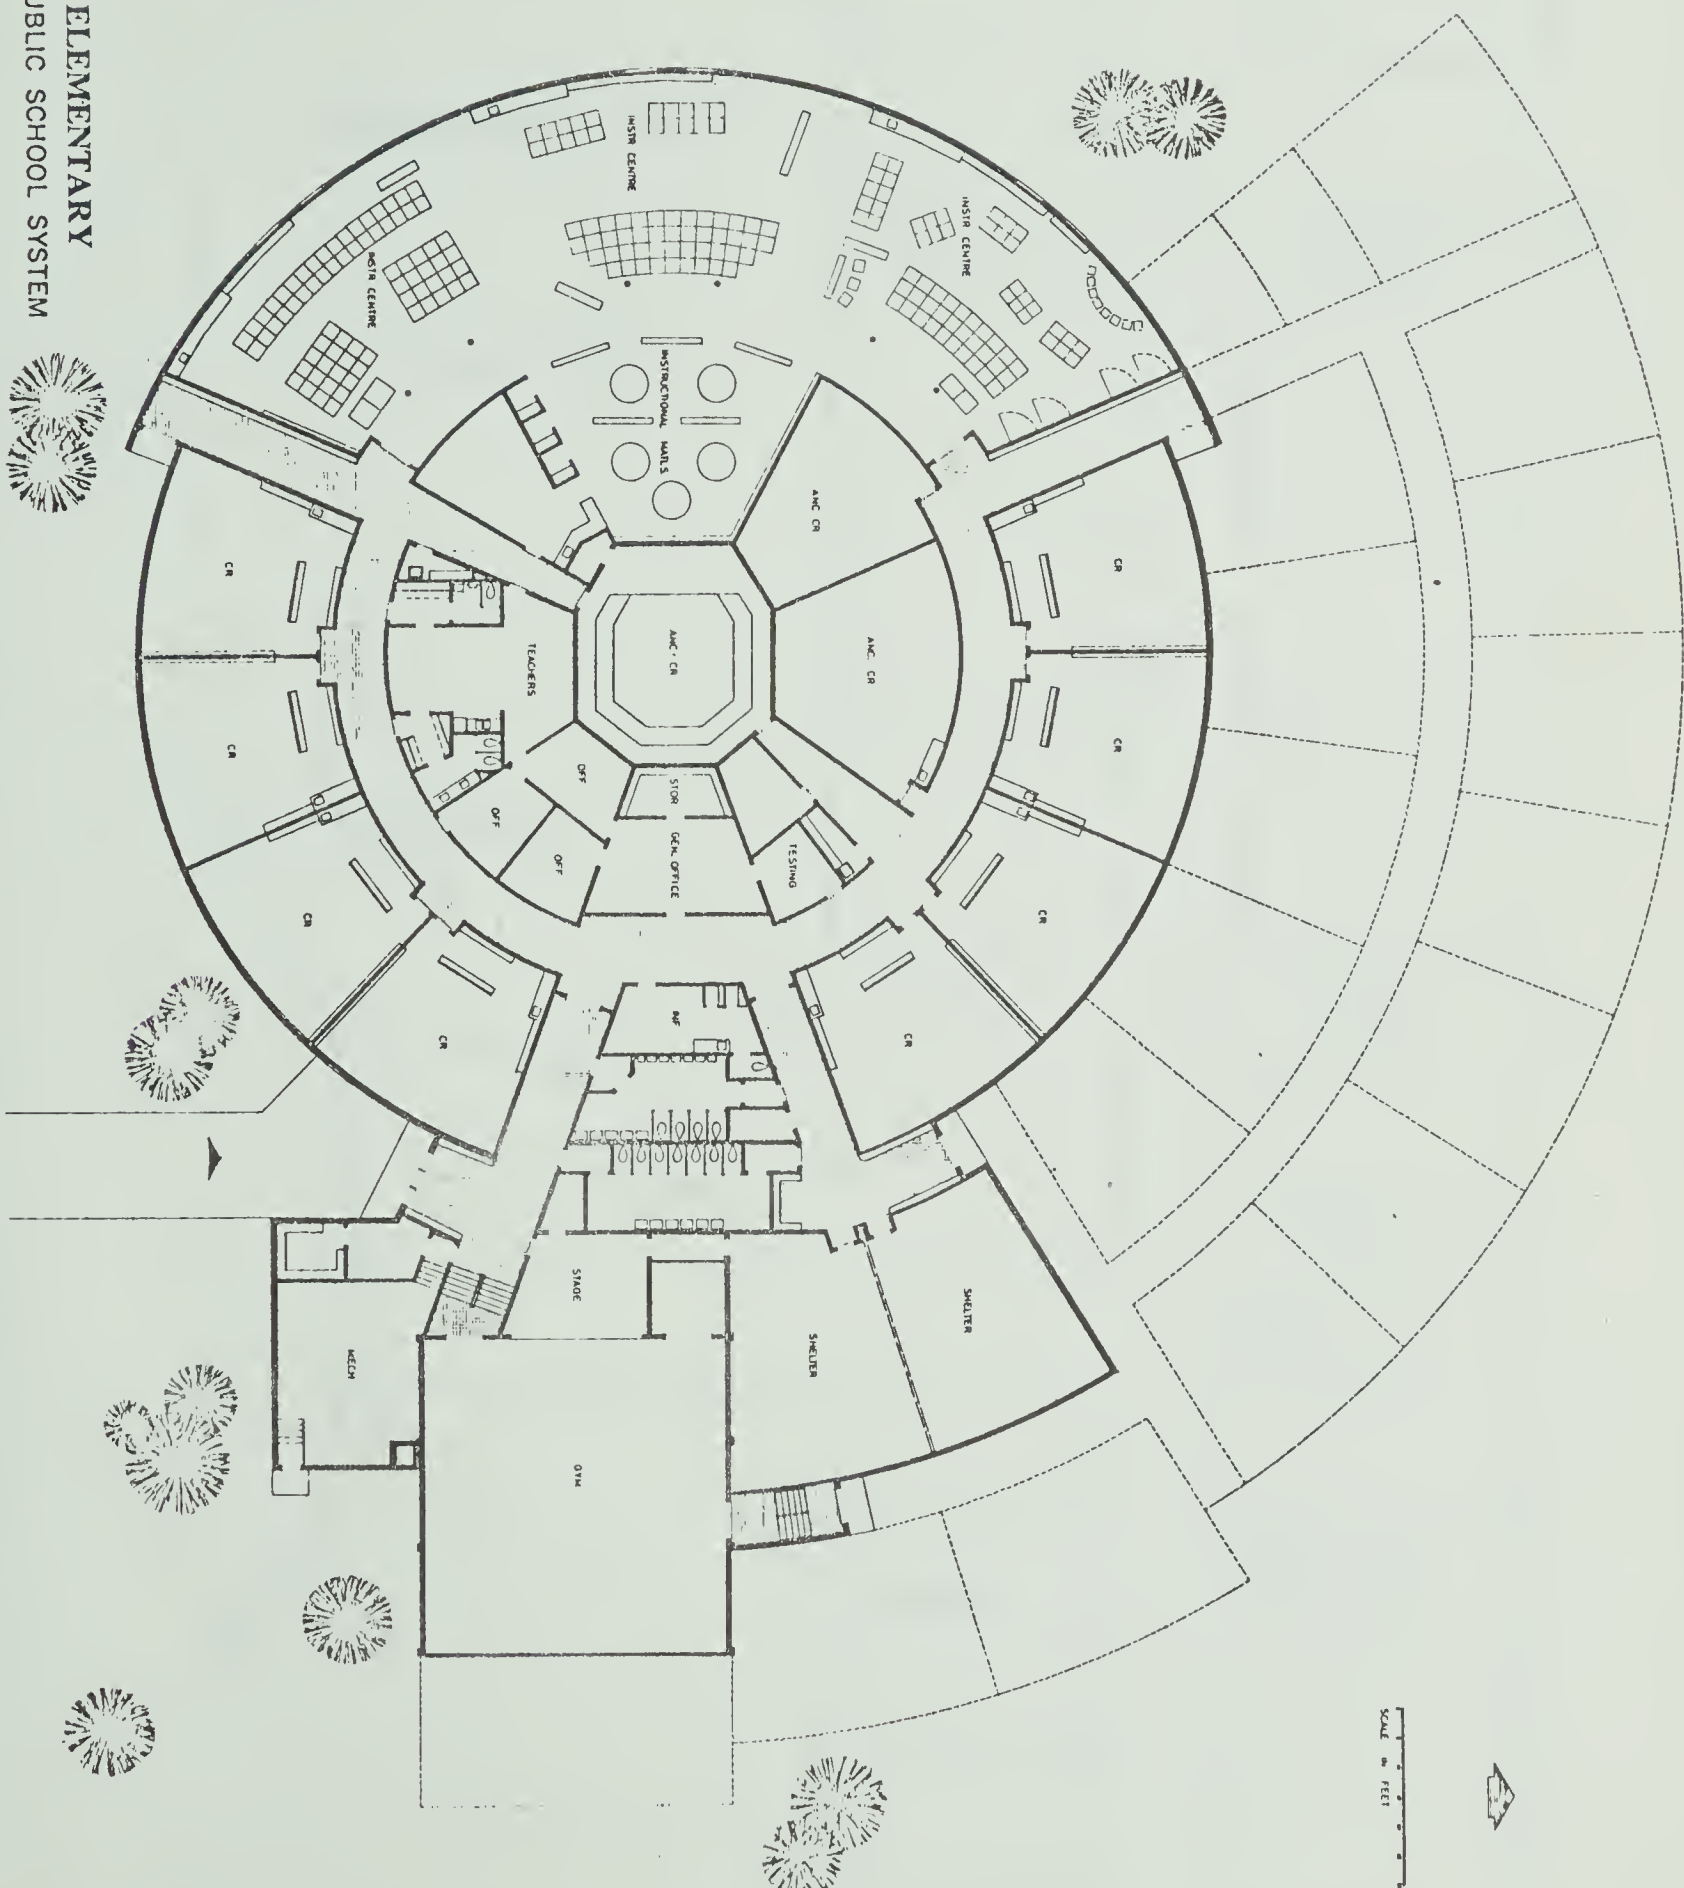 SCALE IN FEET
CR
CR
CR
INSTR CENTRE
SHELTER
CR
ANC. CR
ANC CR
SHELTER
TESTING
INSTRUCTIONAL MATLS.
ANC. CR
STOR
GEN. OFFICE
INF
INSTR CENTRE
OFF
STAGE
GYM
OFF
TEACHERS
OFF
CR
INSTR CENTRE
MECH
CR
CR
CR
ELEMENTARY
UBLIC SCHOOL SYSTEM